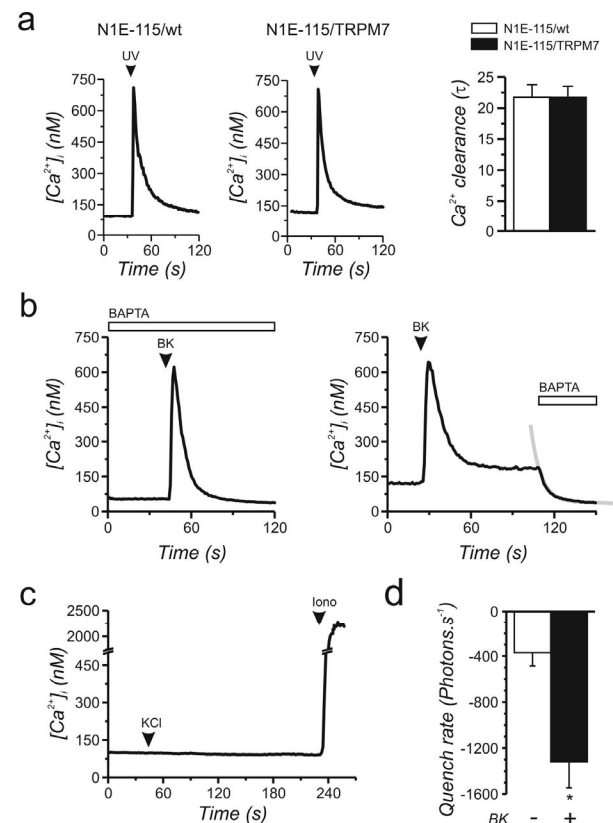 a
N1E-115/wt
UV
[Ca²⁺]ᵢ (nM)
750
600
450
300
150
0
0 60 120
Time (s)
N1E-115/TRPM7
UV
[Ca²⁺]ᵢ (nM)
750
600
450
300
150
0
0 60 120
Time (s)
N1E-115/wt
N1E-115/TRPM7
Ca²⁺ clearance (τ)
25
20
15
10
5
0
b
BAPTA
BK
[Ca²⁺]ᵢ (nM)
750
600
450
300
150
0
0 60 120
Time (s)
BK
BAPTA
[Ca²⁺]ᵢ (nM)
750
600
450
300
150
0
0 30 60 90 120 150
Time (s)
c
Iono
KCl
[Ca²⁺]ᵢ (nM)
2500
2000
450
300
150
0
0 60 120 180 240
Time (s)
d
Quench rate (Photons.s⁻¹)
0
-400
-800
-1200
-1600
*
BK - +